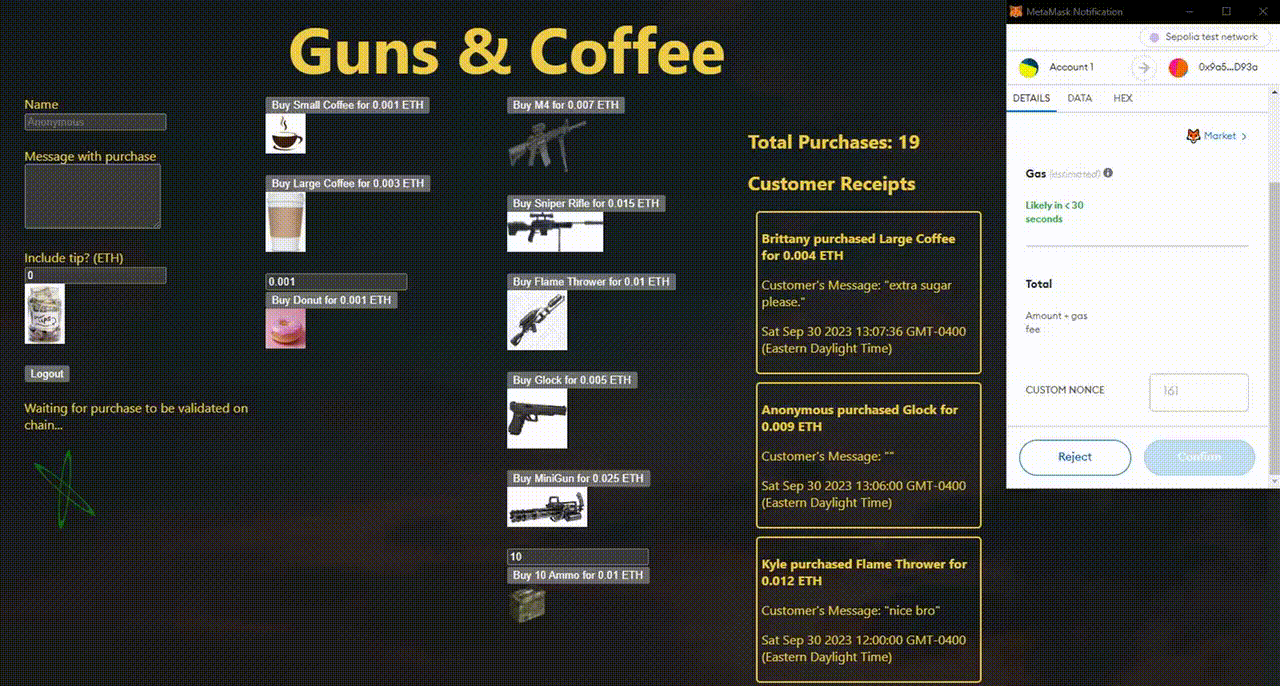 Guns & Coffee
Name
Anonymous
Message with purchase
Include tip? (ETH)
0
Logout
Waiting for purchase to be validated on
chain...
Buy Small Coffee for 0.001 ETH
Buy Large Coffee for 0.003 ETH
0.001
Buy Donut for 0.001 ETH
Buy M4 for 0.007 ETH
Buy Sniper Rifle for 0.015 ETH
Buy Flame Thrower for 0.01 ETH
Buy Glock for 0.005 ETH
Buy MiniGun for 0.025 ETH
10
Buy 10 Ammo for 0.01 ETH
Total Purchases: 19
Customer Receipts
Brittany purchased Large Coffee
for 0.004 ETH
Customer's Message: "extra sugar
please."
Sat Sep 30 2023 13:07:36 GMT-0400
(Eastern Daylight Time)
Anonymous purchased Glock for
0.009 ETH
Customer's Message: ""
Sat Sep 30 2023 13:06:00 GMT-0400
(Eastern Daylight Time)
Kyle purchased Flame Thrower for
0.012 ETH
Customer's Message: "nice bro"
Sat Sep 30 2023 12:00:00 GMT-0400
(Eastern Daylight Time)
MetaMask Notification
Sepolia test network
Account 1
0x9a5...D93a
DETAILS DATA HEX
Market >
Gas (estimated)
Likely in < 30
seconds
Total
Amount + gas
fee
CUSTOM NONCE
161
Reject
Confirm